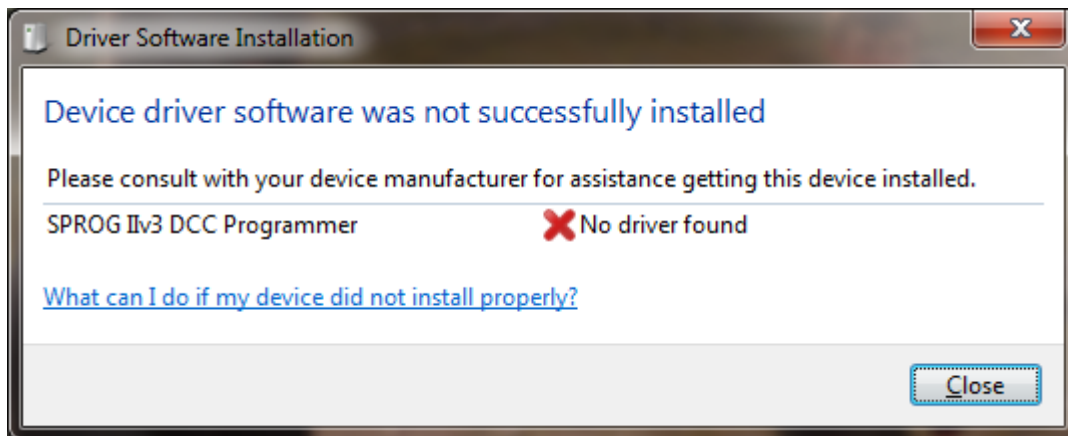 Driver Software Installation
Device driver software was not successfully installed
Please consult with your device manufacturer for assistance getting this device installed.
SPROG IIv3 DCC Programmer No driver found
What can I do if my device did not install properly?
Close